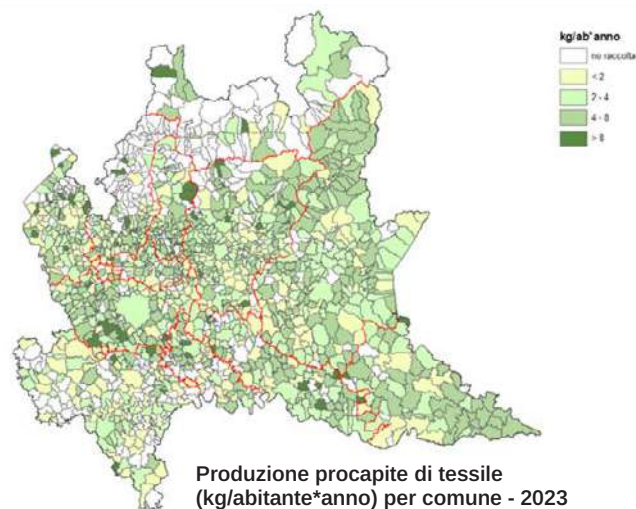 kg/ab*anno
no raccolta
< 2
2 - 4
4 - 8
> 8
Produzione procapite di tessile
(kg/abitante*anno) per comune - 2023